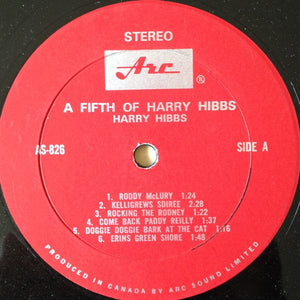 STEREO
Arc
®
A FIFTH OF HARRY HIBBS
HARRY HIBBS
AS-826
SIDE A
1. RODDY McLURY 1:24
2. KELLIGREWS SOIREE 2:28
3. ROCKING THE RODNEY 1:22
4. COME BACK PADDY REILLY 3:37
5. DOGGIE DOGGIE BARK AT THE CAT 1:16
6. ERINS GREEN SHORE 1:48
PRODUCED IN CANADA BY ARC SOUND LIMITED